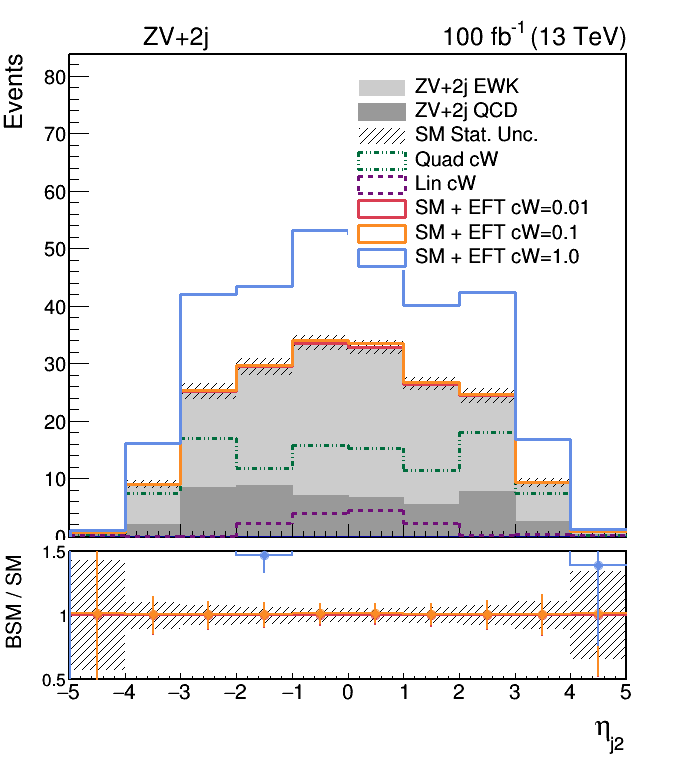 ZV+2j 100 fb⁻¹ (13 TeV)
Events
80
70
60
50
40
30
20
10
0
ZV+2j EWK
ZV+2j QCD
SM Stat. Unc.
Quad cW
Lin cW
SM + EFT cW=0.01
SM + EFT cW=0.1
SM + EFT cW=1.0
BSM / SM
1.5
1
0.5
−5 −4 −3 −2 −1 0 1 2 3 4 5
η_j2